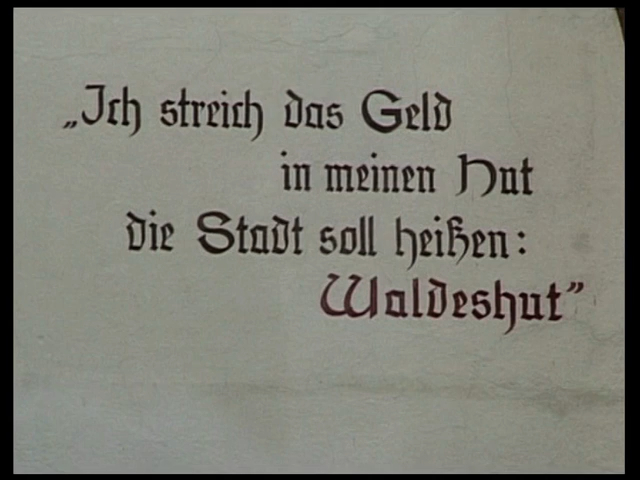 „Ich streich das Geld
in meinen Hut
die Stadt soll heißen:
Waldeshut”